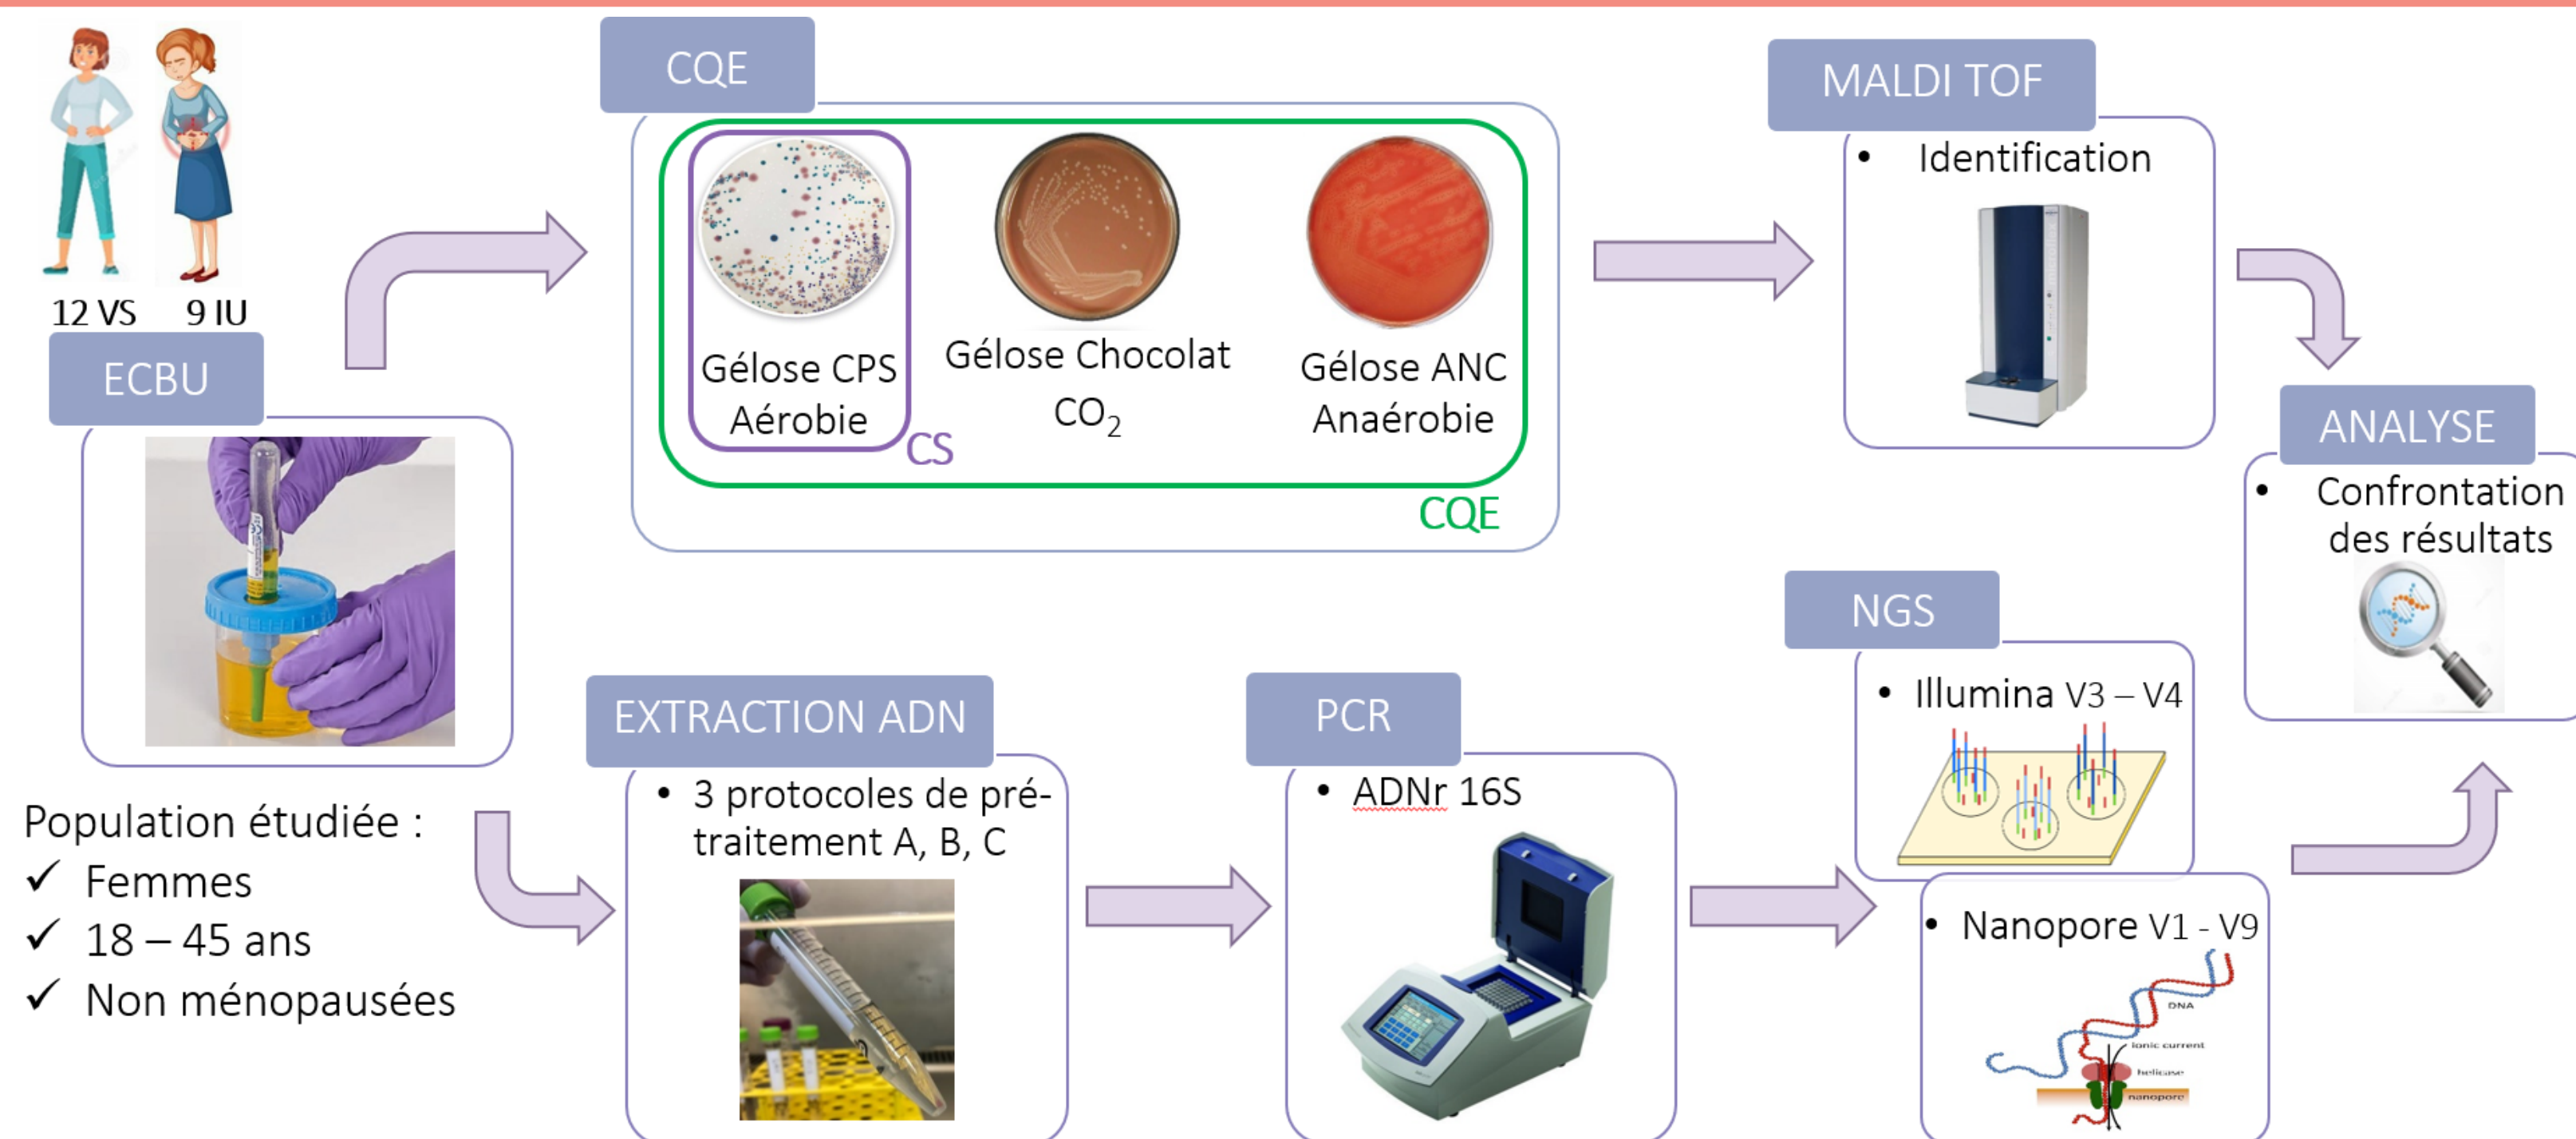 12 VS
9 IU
ECBU
Population étudiée :
✓ Femmes
✓ 18 – 45 ans
✓ Non ménopausées
CQE
Gélose CPS
Aérobie
CS
Gélose Chocolat
CO₂
Gélose ANC
Anaérobie
CQE
MALDI TOF
• Identification
EXTRACTION ADN
• 3 protocoles de pré-
traitement A, B, C
PCR
• ADNr 16S
NGS
• Illumina V3 – V4
• Nanopore V1 - V9
DNA
ionic current
helicase
nanopore
ANALYSE
• Confrontation
des résultats